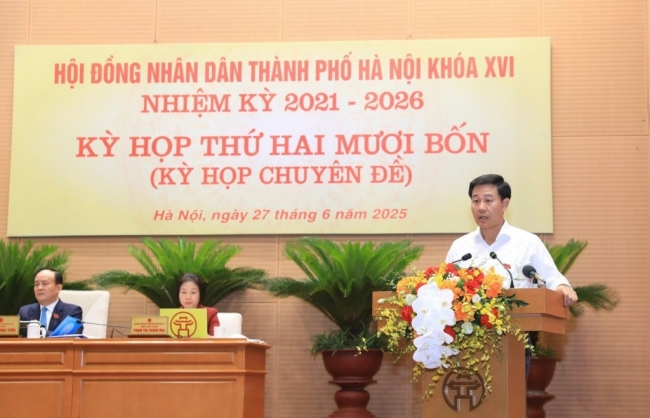 HỘI ĐỒNG NHÂN DÂN THÀNH PHỐ HÀ NỘI KHÓA XVI
NHIỆM KỲ 2021 - 2026
KỲ HỌP THỨ HAI MƯƠI BỐN
(KỲ HỌP CHUYÊN ĐỀ)
Hà Nội, ngày 27 tháng 6 năm 2025